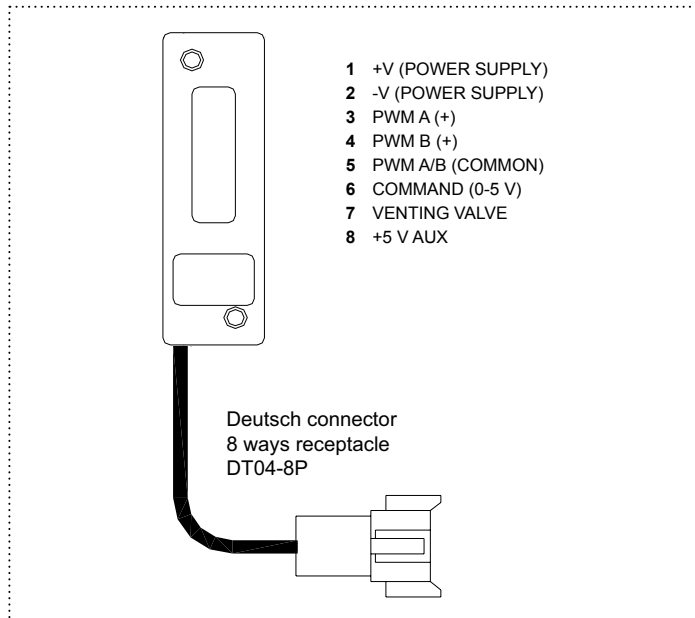 1 +V (POWER SUPPLY)
2 -V (POWER SUPPLY)
3 PWM A (+)
4 PWM B (+)
5 PWM A/B (COMMON)
6 COMMAND (0-5 V)
7 VENTING VALVE
8 +5 V AUX
Deutsch connector
8 ways receptacle
DT04-8P